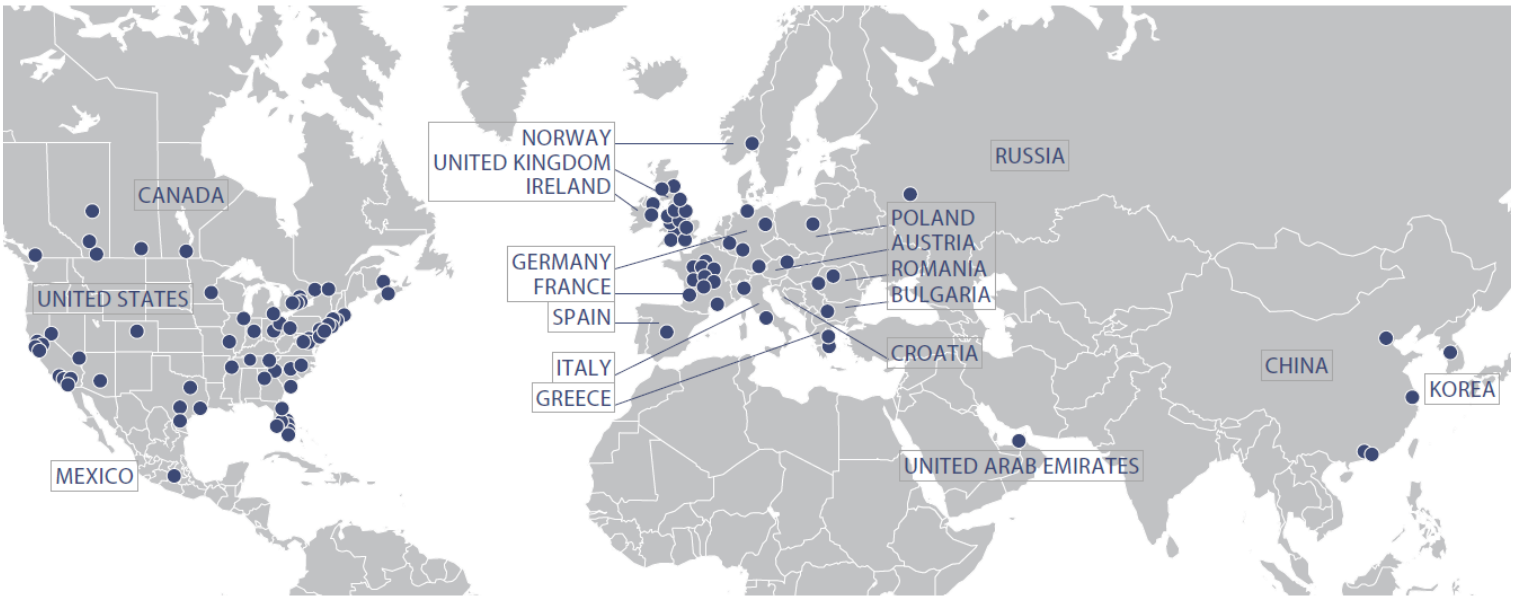 NORWAY
UNITED KINGDOM
IRELAND
RUSSIA
CANADA
POLAND
AUSTRIA
ROMANIA
BULGARIA
GERMANY
FRANCE
UNITED STATES
SPAIN
CROATIA
ITALY
GREECE
CHINA
KOREA
MEXICO
UNITED ARAB EMIRATES